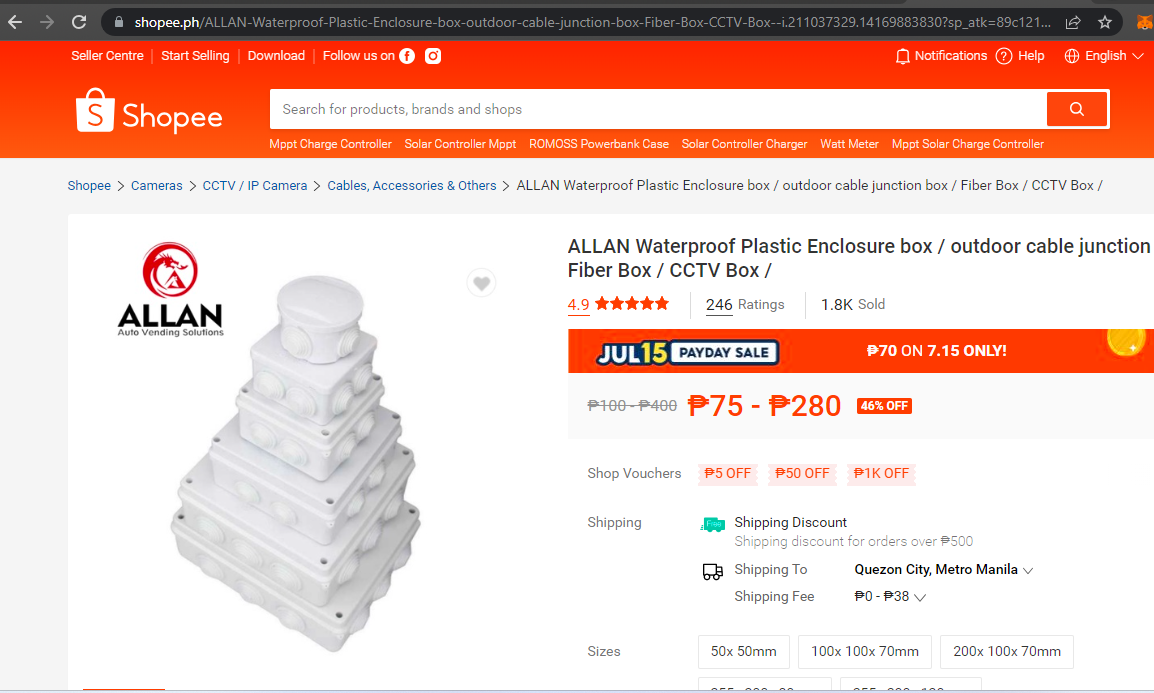 shopee.ph/ALLAN-Waterproof-Plastic-Enclosure-box-outdoor-cable-junction-box-Fiber-Box-CCTV-Box--i.211037329.14169883830?sp_atk=89c121...
Seller Centre
Start Selling
Download
Follow us on
Notifications
Help
English
Shopee
Search for products, brands and shops
Mppt Charge Controller
Solar Controller Mppt
ROMOSS Powerbank Case
Solar Controller Charger
Watt Meter
Mppt Solar Charge Controller
Shopee > Cameras > CCTV / IP Camera > Cables, Accessories & Others > ALLAN Waterproof Plastic Enclosure box / outdoor cable junction box / Fiber Box / CCTV Box /
ALLAN
Auto Vending Solutions
ALLAN Waterproof Plastic Enclosure box / outdoor cable junction
Fiber Box / CCTV Box /
4.9
246 Ratings
1.8K Sold
JUL15 PAYDAY SALE
₱70 ON 7.15 ONLY!
₱100 - ₱400 ₱75 - ₱280 46% OFF
Shop Vouchers
₱5 OFF
₱50 OFF
₱1K OFF
Shipping
Free
Shipping Discount
Shipping discount for orders over ₱500
Shipping To
Quezon City, Metro Manila
Shipping Fee
₱0 - ₱38
Sizes
50x 50mm
100x 100x 70mm
200x 100x 70mm